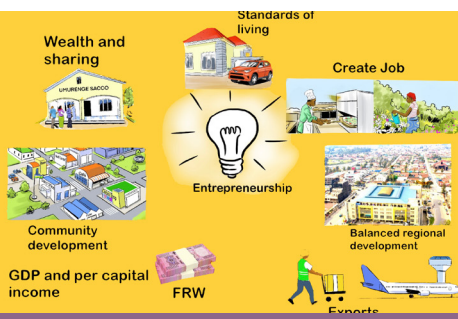 Standards of
living
Wealth and
sharing
UMURENGE SACCO
Create Job
Entrepreneurship
Community
development
Balanced regional
development
GDP and per capital
income
FRW
Exports